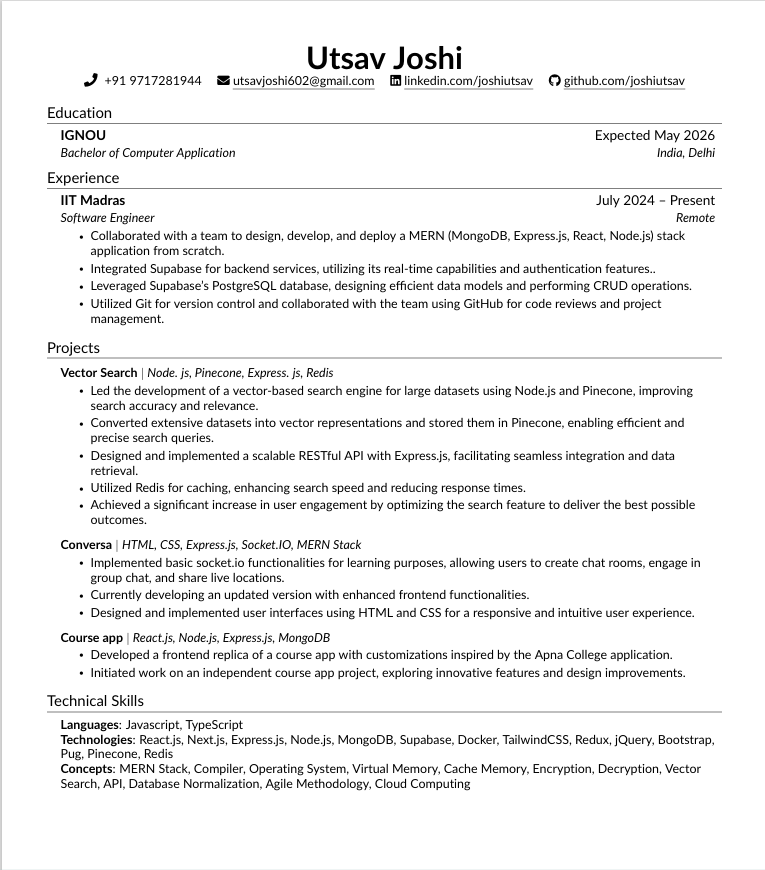 Utsav Joshi
+91 9717281944 utsavjoshi602@gmail.com linkedin.com/joshiutsav github.com/joshiutsav
Education
IGNOU Expected May 2026
Bachelor of Computer Application India, Delhi
Experience
IIT Madras July 2024 – Present
Software Engineer Remote
• Collaborated with a team to design, develop, and deploy a MERN (MongoDB, Express.js, React, Node.js) stack
application from scratch.
• Integrated Supabase for backend services, utilizing its real-time capabilities and authentication features..
• Leveraged Supabase's PostgreSQL database, designing efficient data models and performing CRUD operations.
• Utilized Git for version control and collaborated with the team using GitHub for code reviews and project
management.
Projects
Vector Search | Node. js, Pinecone, Express. js, Redis
• Led the development of a vector-based search engine for large datasets using Node.js and Pinecone, improving
search accuracy and relevance.
• Converted extensive datasets into vector representations and stored them in Pinecone, enabling efficient and
precise search queries.
• Designed and implemented a scalable RESTful API with Express.js, facilitating seamless integration and data
retrieval.
• Utilized Redis for caching, enhancing search speed and reducing response times.
• Achieved a significant increase in user engagement by optimizing the search feature to deliver the best possible
outcomes.
Conversa | HTML, CSS, Express.js, Socket.IO, MERN Stack
• Implemented basic socket.io functionalities for learning purposes, allowing users to create chat rooms, engage in
group chat, and share live locations.
• Currently developing an updated version with enhanced frontend functionalities.
• Designed and implemented user interfaces using HTML and CSS for a responsive and intuitive user experience.
Course app | React.js, Node.js, Express.js, MongoDB
• Developed a frontend replica of a course app with customizations inspired by the Apna College application.
• Initiated work on an independent course app project, exploring innovative features and design improvements.
Technical Skills
Languages: Javascript, TypeScript
Technologies: React.js, Next.js, Express.js, Node.js, MongoDB, Supabase, Docker, TailwindCSS, Redux, jQuery, Bootstrap,
Pug, Pinecone, Redis
Concepts: MERN Stack, Compiler, Operating System, Virtual Memory, Cache Memory, Encryption, Decryption, Vector
Search, API, Database Normalization, Agile Methodology, Cloud Computing